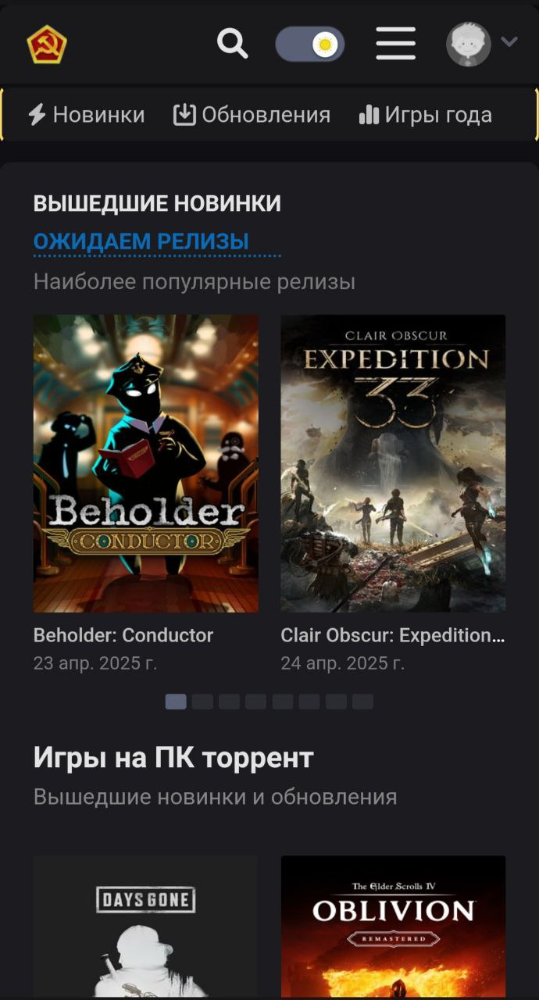 Новинки Обновления Игры года
ВЫШЕДШИЕ НОВИНКИ
ОЖИДАЕМ РЕЛИЗЫ
Наиболее популярные релизы
Beholder
CONDUCTOR
CLAIR OBSCUR
EXPEDITION
33
Beholder: Conductor
23 апр. 2025 г.
Clair Obscur: Expedition...
24 апр. 2025 г.
Игры на ПК торрент
Вышедшие новинки и обновления
DAYS GONE
The Elder Scrolls IV
OBLIVION
REMASTERED